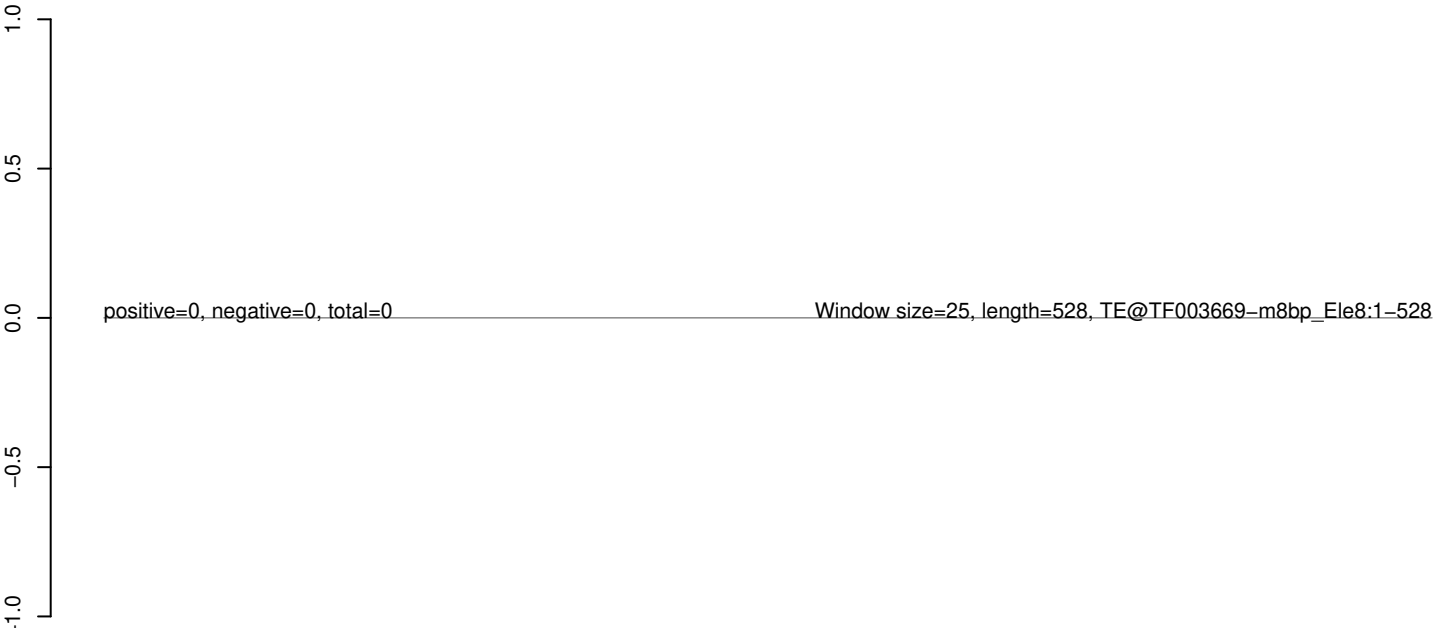 1.0
0.5
0.0
positive=0, negative=0, total=0
Window size=25, length=528, TE@TF003669−m8bp_Ele8:1−528
−0.5
−1.0